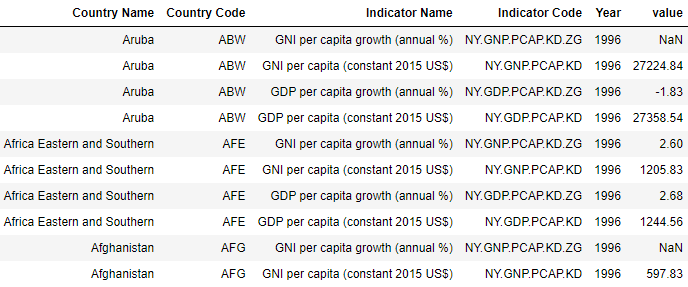 Country Name Country Code Indicator Name Indicator Code Year value
Aruba ABW GNI per capita growth (annual %) NY.GNP.PCAP.KD.ZG 1996 NaN
Aruba ABW GNI per capita (constant 2015 US$) NY.GNP.PCAP.KD 1996 27224.84
Aruba ABW GDP per capita growth (annual %) NY.GDP.PCAP.KD.ZG 1996 -1.83
Aruba ABW GDP per capita (constant 2015 US$) NY.GDP.PCAP.KD 1996 27358.54
Africa Eastern and Southern AFE GNI per capita growth (annual %) NY.GNP.PCAP.KD.ZG 1996 2.60
Africa Eastern and Southern AFE GNI per capita (constant 2015 US$) NY.GNP.PCAP.KD 1996 1205.83
Africa Eastern and Southern AFE GDP per capita growth (annual %) NY.GDP.PCAP.KD.ZG 1996 2.68
Africa Eastern and Southern AFE GDP per capita (constant 2015 US$) NY.GDP.PCAP.KD 1996 1244.56
Afghanistan AFG GNI per capita growth (annual %) NY.GNP.PCAP.KD.ZG 1996 NaN
Afghanistan AFG GNI per capita (constant 2015 US$) NY.GNP.PCAP.KD 1996 597.83